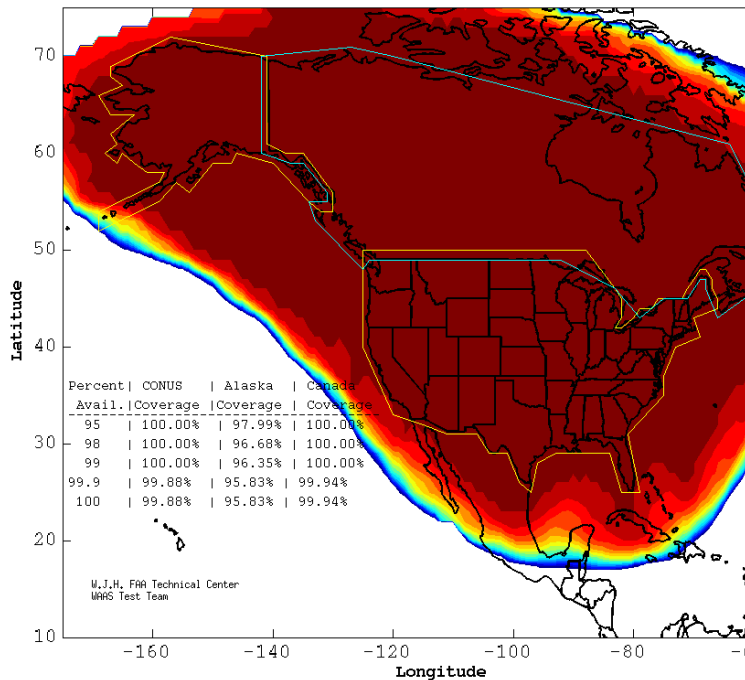 70
60
50
40
30
20
10
Latitude
Percent| CONUS | Alaska | Canada
Avail.|Coverage |Coverage | Coverage
95 | 100.00% | 97.99% | 100.00%
98 | 100.00% | 96.68% | 100.00%
99 | 100.00% | 96.35% | 100.00%
99.9 | 99.88% | 95.83% | 99.94%
100 | 99.88% | 95.83% | 99.94%
W.J.H. FAA Technical Center
WAAS Test Team
-160 -140 -120 -100 -80
Longitude